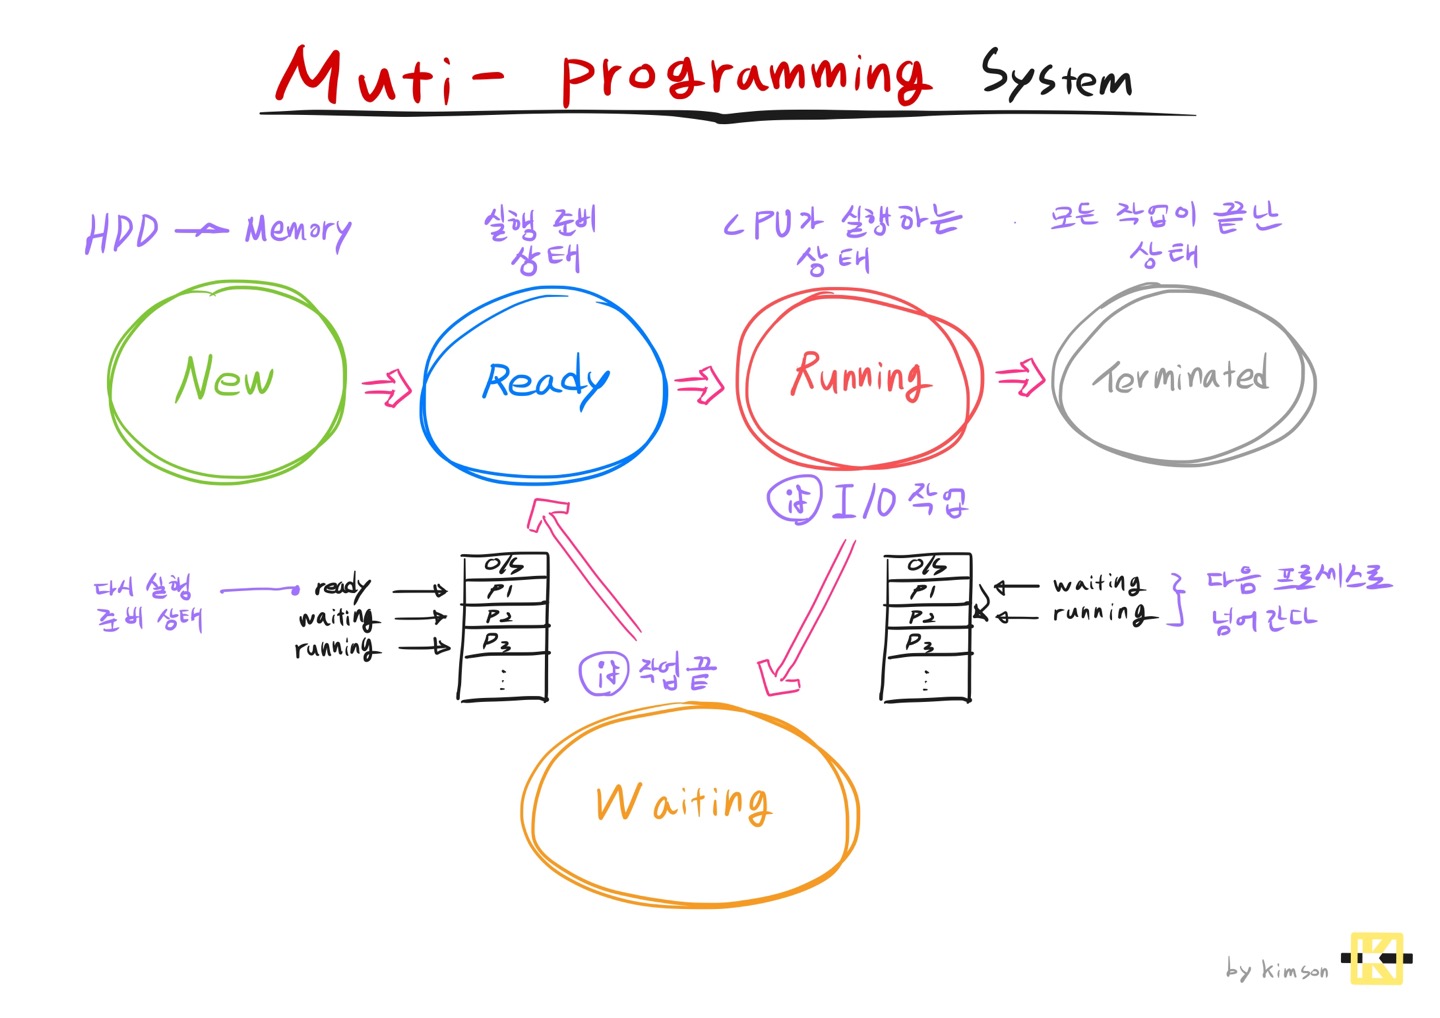 Muti- programming System
HDD → Memory
실행 준비
상태
CPU가 실행하는
상태
모든 작업이 끝난
상태
New
Ready
Running
Terminated
I/O 작업
다시 실행
준비 상태
ready
waiting
running
O/S
P1
P2
P3
⋮
작업 끝
O/S
P1
P2
P3
⋮
waiting
running
다음 프로세스로
넘어간다
Waiting
by kimson
K